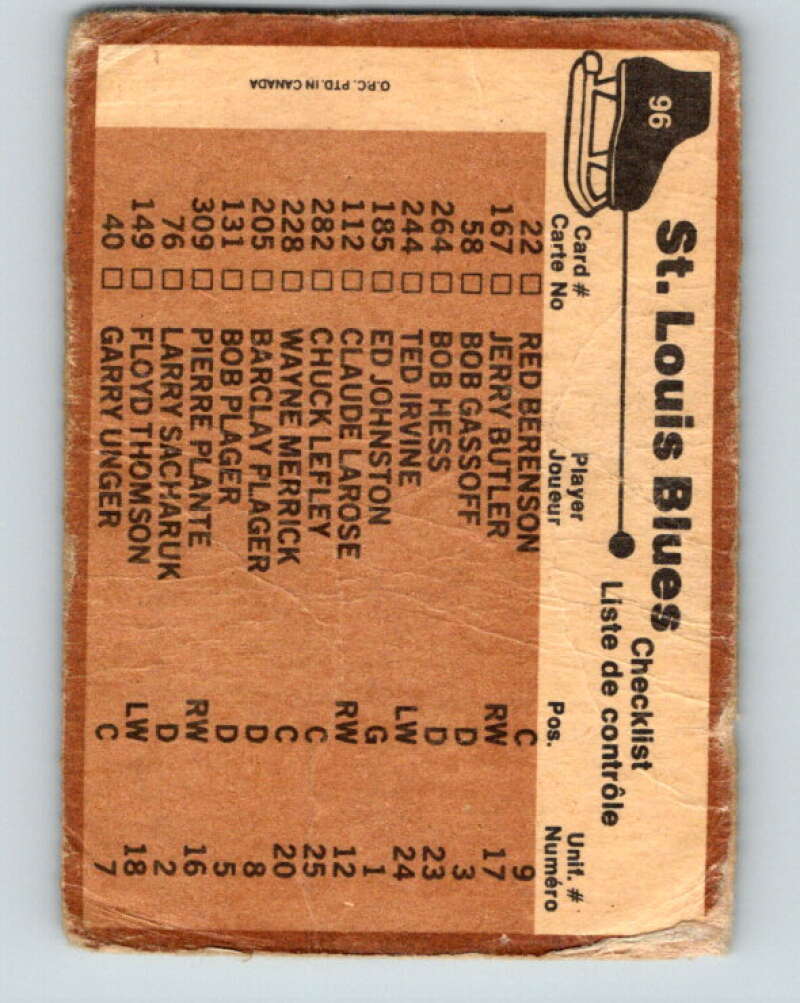 96
St. Louis Blues Checklist
Liste de contrôle
Card # Player Pos. Unif. #
Carte No Joueur Numéro
22 □ RED BERENSON C 9
167 □ JERRY BUTLER RW 17
58 □ BOB GASSOFF D 3
264 □ BOB HESS D 23
244 □ TED IRVINE LW 24
185 □ ED JOHNSTON G 1
112 □ CLAUDE LAROSE RW 12
282 □ CHUCK LEFLEY C 25
228 □ WAYNE MERRICK C 20
205 □ BARCLAY PLAGER D 8
131 □ BOB PLAGER D 5
309 □ PIERRE PLANTE RW 16
76 □ LARRY SACHARUK D 2
149 □ FLOYD THOMSON LW 18
40 □ GARRY UNGER C 7
O.P.C. PTD. IN CANADA